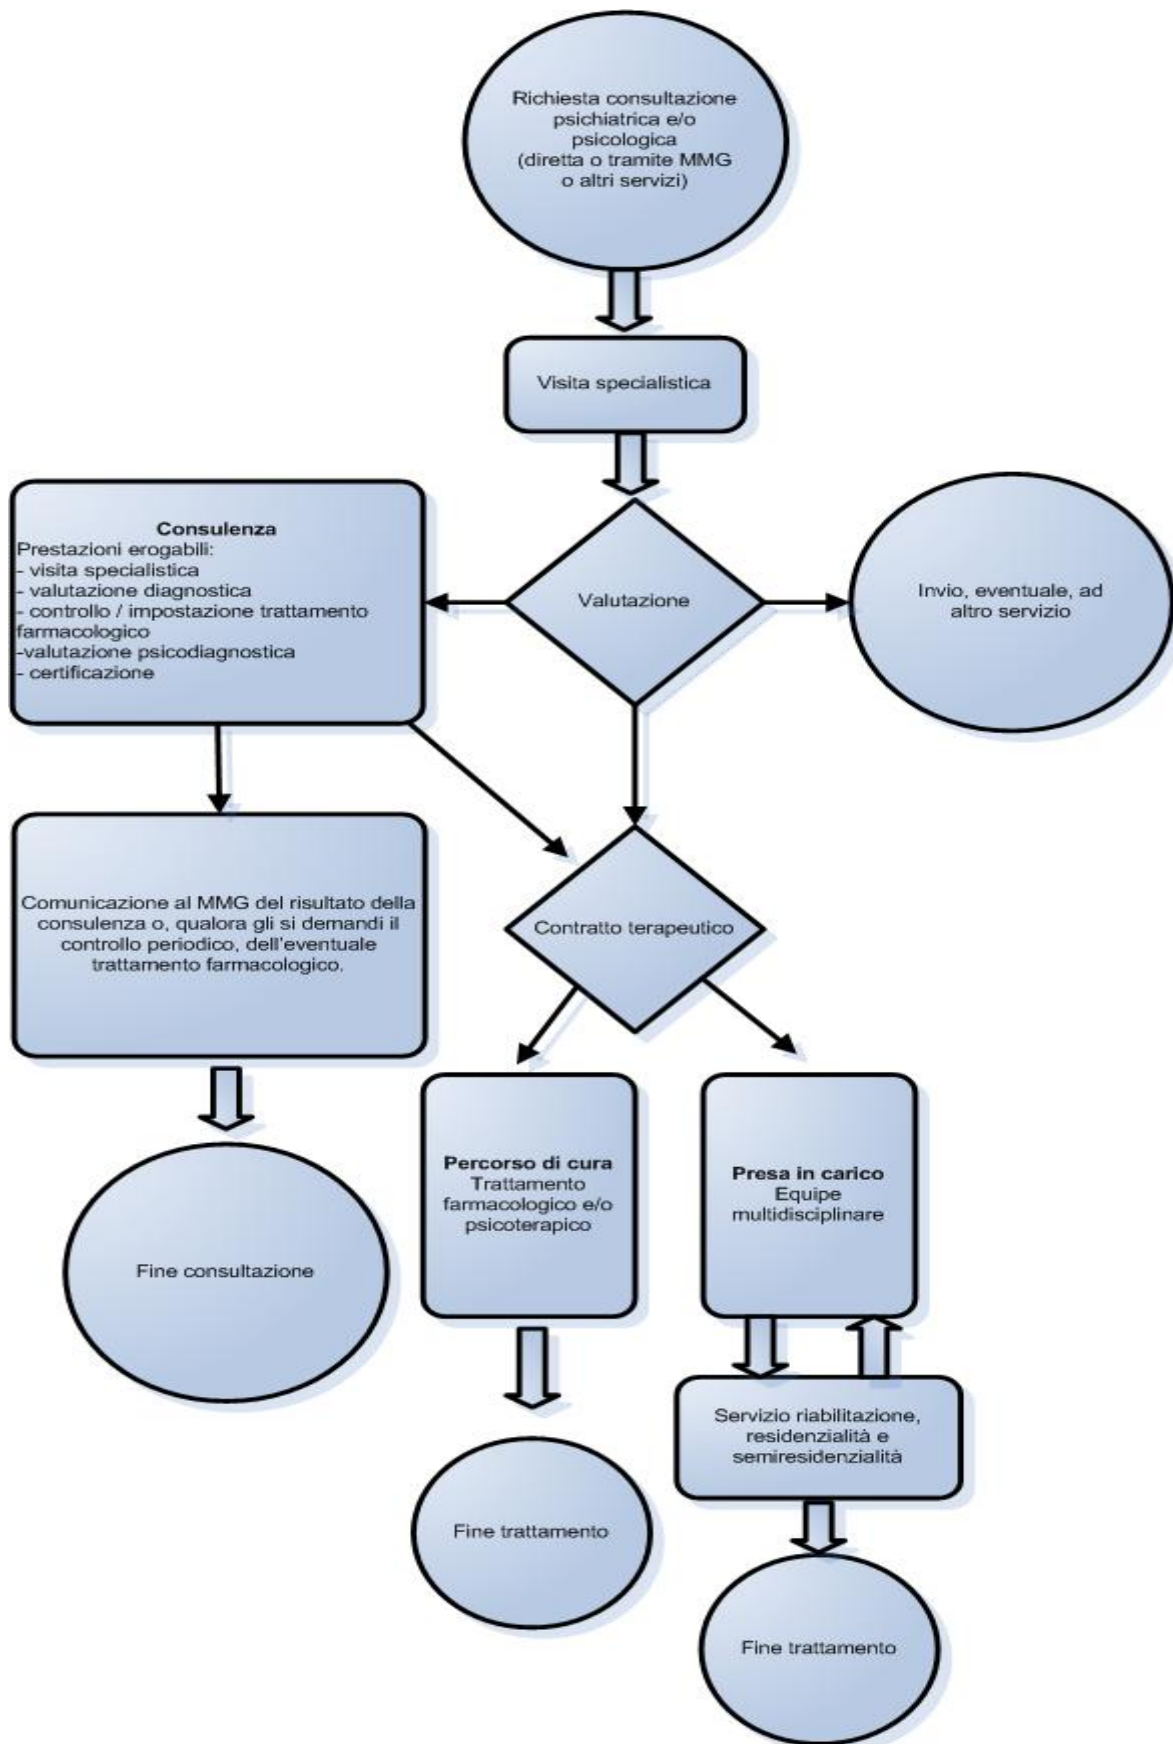 Richiesta consultazione
psichiatrica e/o
psicologica
(diretta o tramite MMG
o altri servizi)
Visita specialistica
Consulenza
Prestazioni erogabili:
- visita specialistica
- valutazione diagnostica
- controllo / impostazione trattamento
farmacologico
-valutazione psicodiagnostica
- certificazione
Valutazione
Invio, eventuale, ad
altro servizio
Comunicazione al MMG del risultato della
consulenza o, qualora gli si demandi il
controllo periodico, dell'eventuale
trattamento farmacologico.
Contratto terapeutico
Fine consultazione
Percorso di cura
Trattamento
farmacologico e/o
psicoterapico
Presa in carico
Equipe
multidisciplinare
Servizio riabilitazione,
residenzialità e
semiresidenzialità
Fine trattamento
Fine trattamento